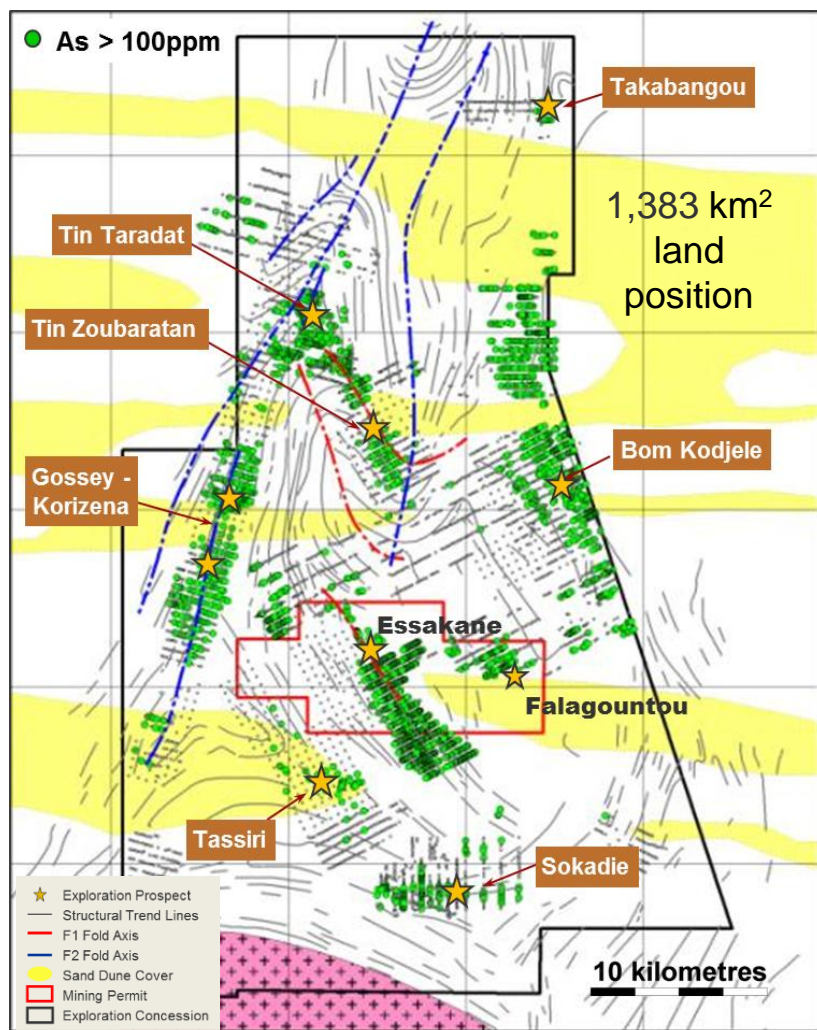 As > 100ppm
Takabangou
1,383 km²
land
position
Tin Taradat
Tin Zoubaratan
Bom Kodjele
Gossey -
Korizena
Essakane
Falagountou
Tassiri
Sokadie
Exploration Prospect
Structural Trend Lines
F1 Fold Axis
F2 Fold Axis
Sand Dune Cover
Mining Permit
Exploration Concession
10 kilometres